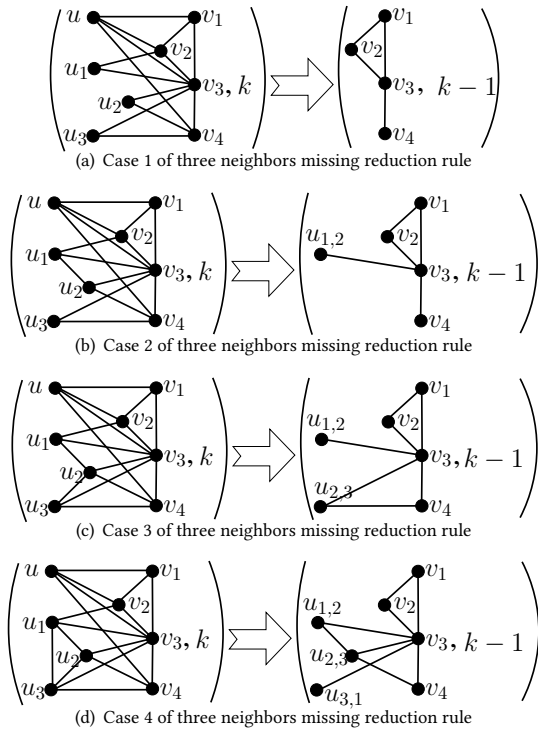 u v₁
v₂
u₁
v₃, k
u₂
u₃ v₄
v₁
v₂
v₃, k − 1
v₄
(a) Case 1 of three neighbors missing reduction rule
u v₁
v₂
u₁
v₃, k
u₂
u₃ v₄
v₁
u₁,₂ v₂
v₃, k − 1
v₄
(b) Case 2 of three neighbors missing reduction rule
u v₁
v₂
u₁
v₃, k
u₂
u₃ v₄
v₁
u₁,₂ v₂
v₃, k − 1
u₂,₃
v₄
(c) Case 3 of three neighbors missing reduction rule
u v₁
v₂
u₁
v₃, k
u₂
u₃ v₄
v₁
u₁,₂ v₂
v₃, k − 1
u₂,₃
u₃,₁ v₄
(d) Case 4 of three neighbors missing reduction rule